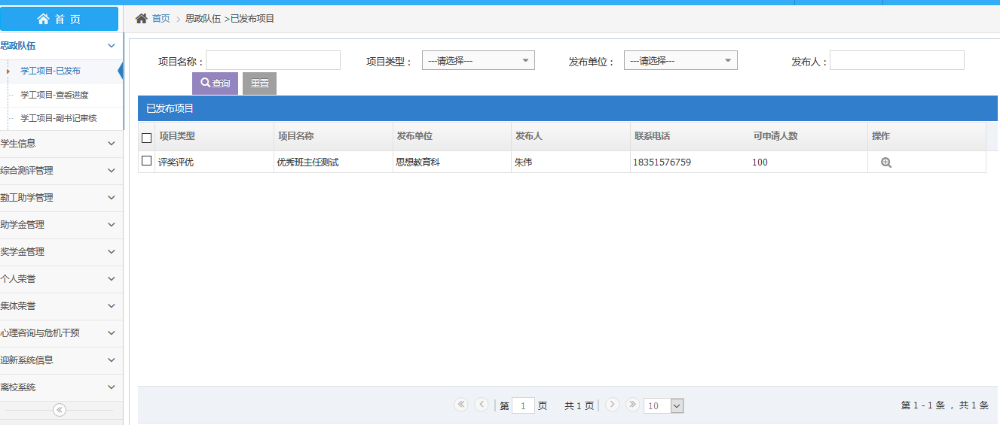 首 页
首页 > 思政队伍 >已发布项目
思政队伍
学工项目-已发布
学工项目-查看进度
学工项目-副书记审核
学生信息
综合测评管理
勤工助学管理
助学金管理
奖学金管理
个人荣誉
集体荣誉
心理咨询与危机干预
迎新系统信息
离校系统
项目名称： 项目类型： ---请选择--- 发布单位： ---请选择--- 发布人：
查询 重置
已发布项目
项目类型 项目名称 发布单位 发布人 联系电话 可申请人数 操作
评奖评优 优秀班主任测试 思想教育科 朱伟 18351576759 100
第 1 页 共 1 页 10 第 1 - 1 条 ，共 1 条